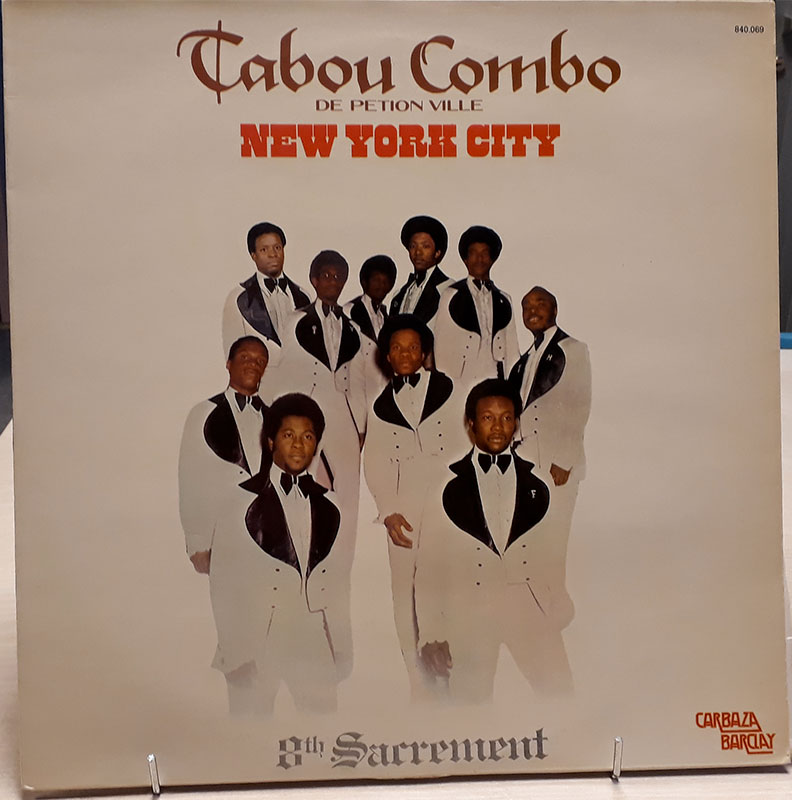 840.069
Tabou Combo
DE PETION VILLE
NEW YORK CITY
8th Sacrement
CARBAZA
BARCLAY